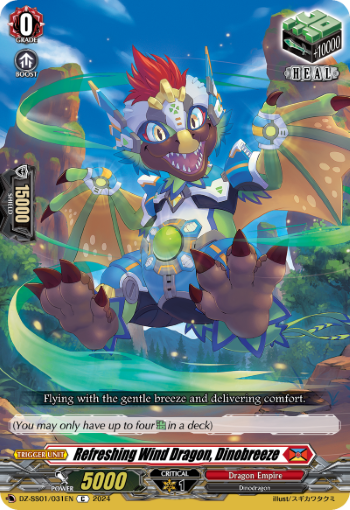 0
GRADE
BOOST
+10000
HEAL
15000
SHIELD
Flying with the gentle breeze and delivering comfort.
(You may only have up to four in a deck)
TRIGGER UNIT
Refreshing Wind Dragon, Dinobreeze
POWER 5000
CRITICAL
1
Dragon Empire
Dinodragon
DZ-SS01/031EN C 2024
illust/スギカワタクミ